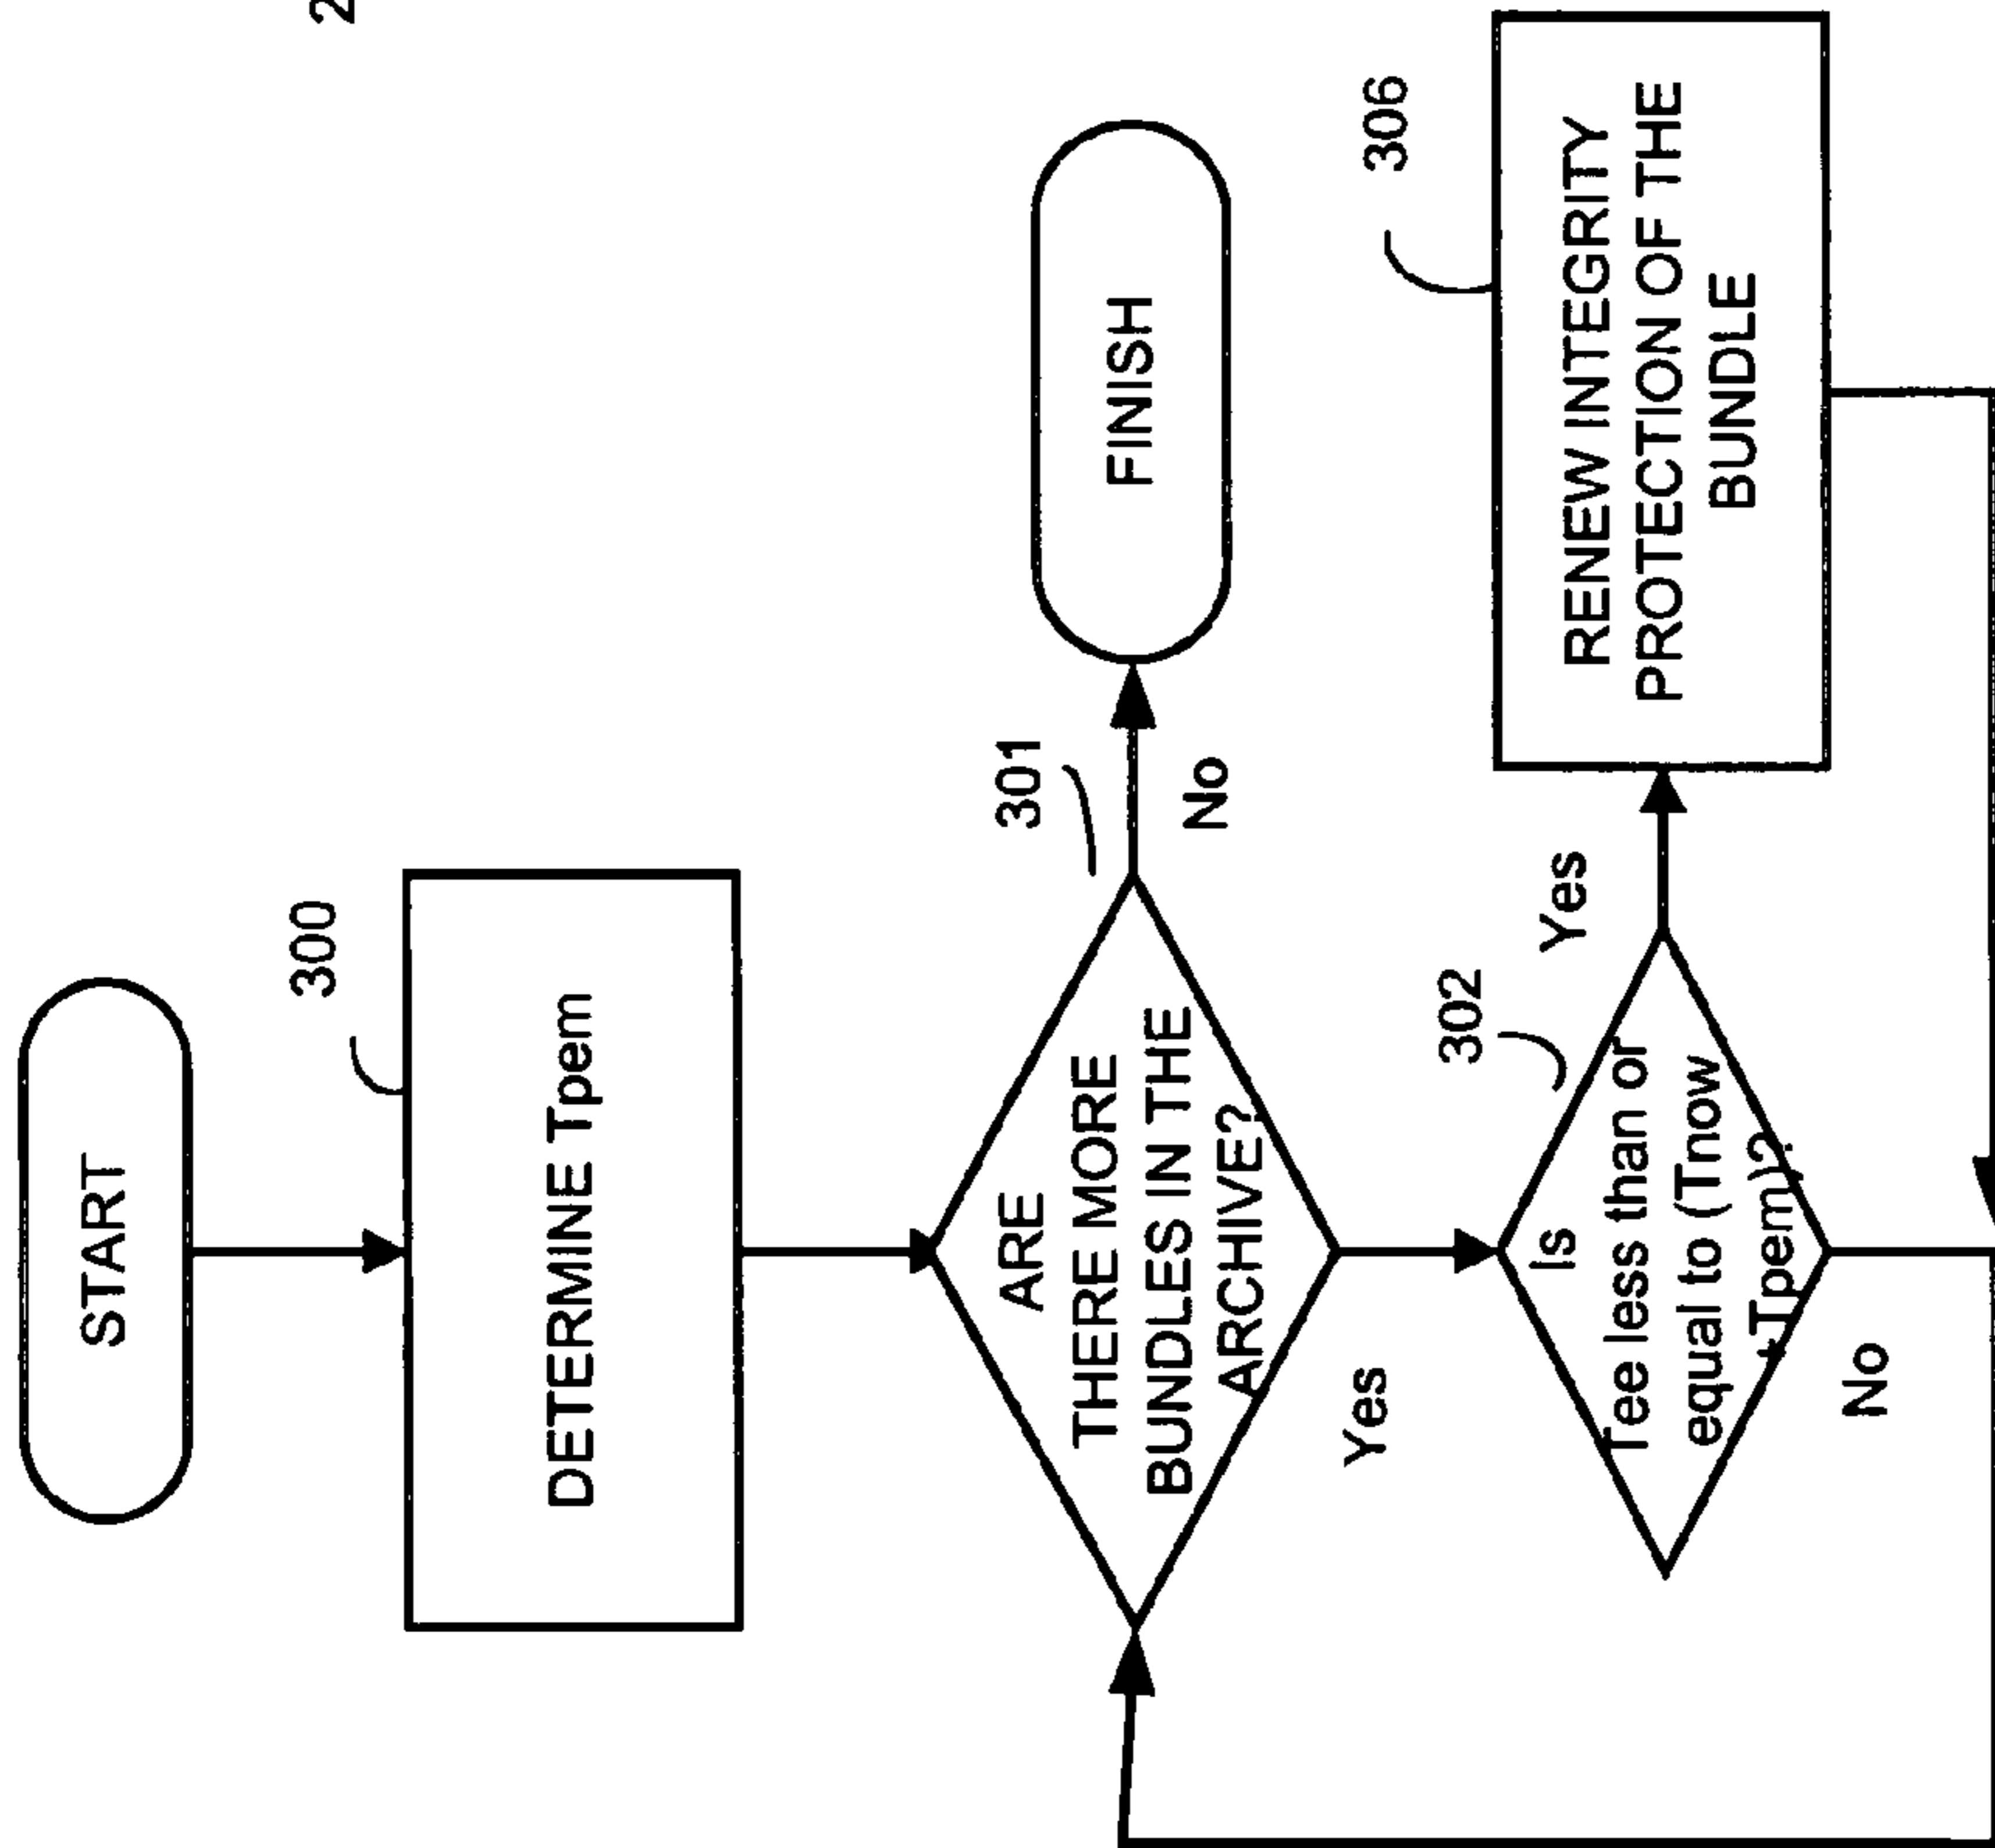 START
300
DETERMINE Tpem
301
ARE
THERE MORE
BUNDLES IN THE
ARCHIVE?
No
FINISH
Yes
302
Is
Tee less than or
equal to (Tnow
+Tpem)?
Yes
306
RENEW INTEGRITY
PROTECTION OF THE
BUNDLE
No